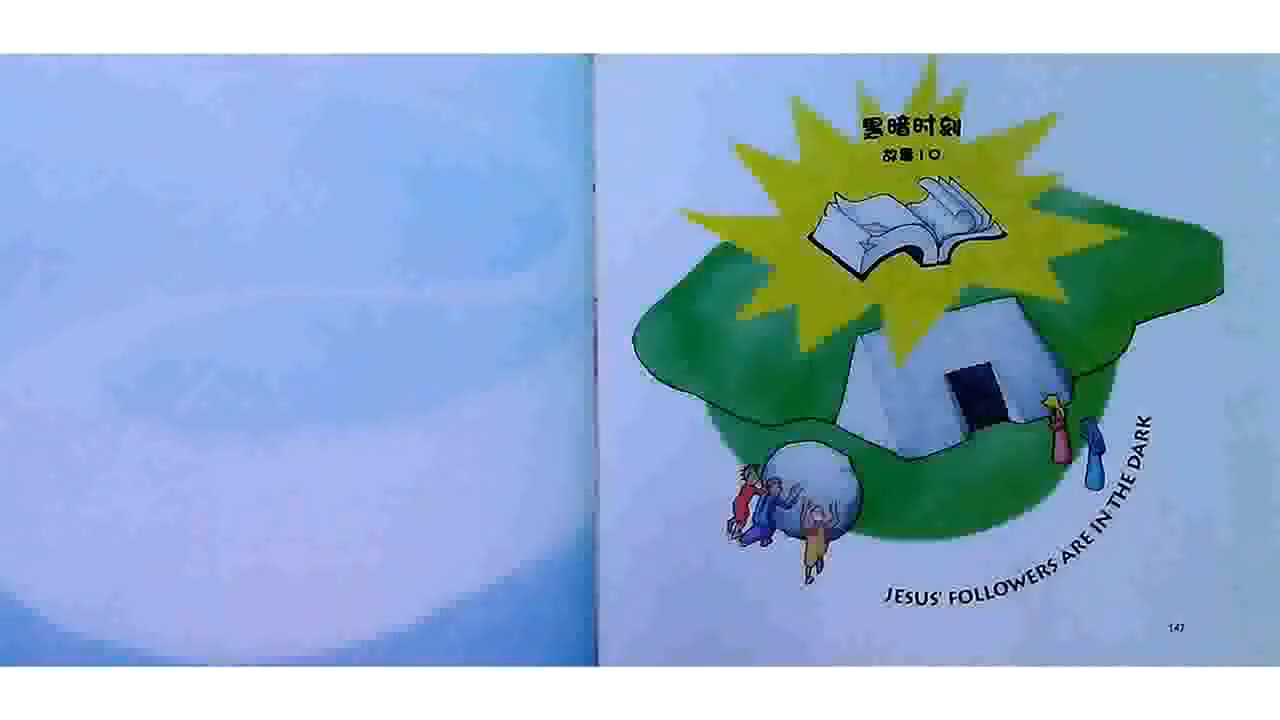 黑暗时刻
故事10
JESUS' FOLLOWERS ARE IN THE DARK
147